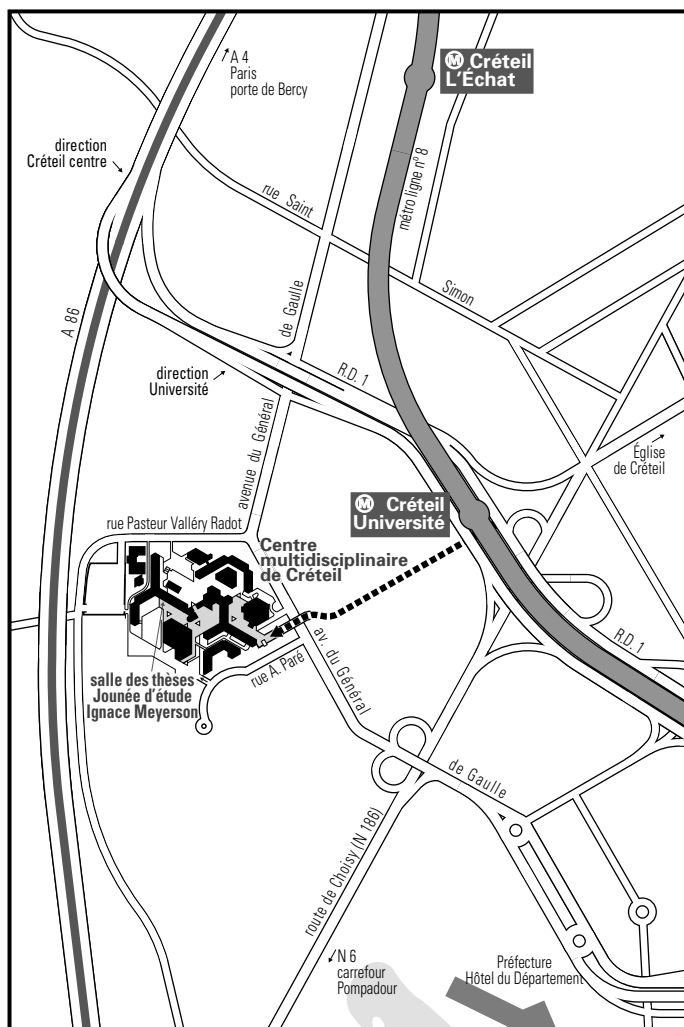 Ⓜ Créteil
L'Échat
A 4
Paris
porte de Bercy
direction
Créteil centre
métro ligne nº 8
rue Saint
Simon
A 86
de Gaulle
direction
Université
R.D. 1
Église
de Créteil
avenue du Général
Ⓜ Créteil
Université
rue Pasteur Valléry Radot
Centre
multidisciplinaire
de Créteil
salle des thèses
Jounée d'étude
Ignace Meyerson
rue A. Paré
av. du Général
R.D. 1
de Gaulle
route de Choisy (N 186)
N 6
carrefour
Pompadour
Préfecture
Hôtel du Département